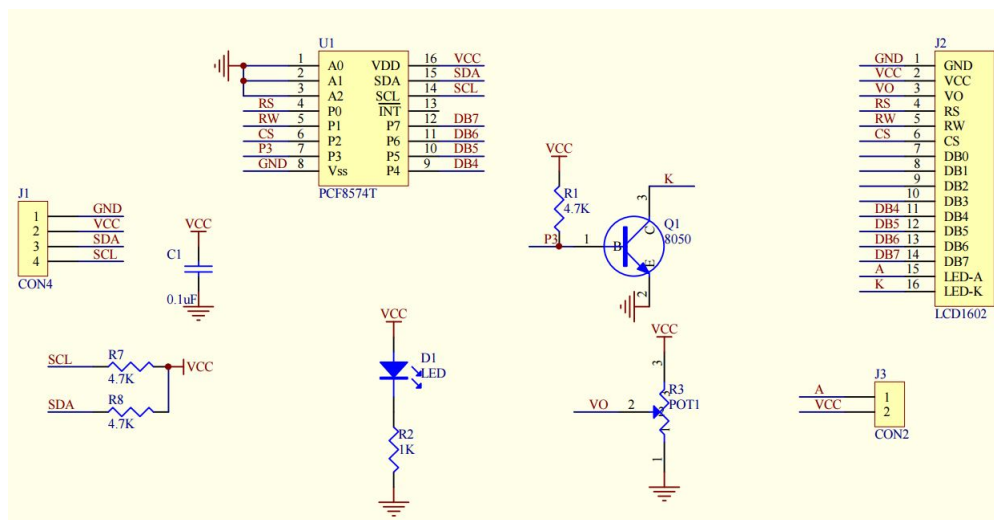 U1
1 A0 VDD 16 VCC
2 A1 SDA 15 SDA
3 A2 SCL 14 SCL
RS 4 P0 INT 13
RW 5 P1 P7 12 DB7
CS 6 P2 P6 11 DB6
P3 7 P3 P5 10 DB5
GND 8 Vss P4 9 DB4
PCF8574T
J2
GND 1 GND
VCC 2 VCC
VO 3 VO
RS 4 RS
RW 5 RW
CS 6 CS
7 DB0
8 DB1
9 DB2
10 DB3
DB4 11 DB4
DB5 12 DB5
DB6 13 DB6
DB7 14 DB7
A 15 LED-A
K 16 LED-K
LCD1602
J1
1 GND
2 VCC
3 SDA
4 SCL
CON4
VCC
C1
0.1uF
VCC
R1
4.7K
P3 1 B
K
3
C
Q1
8050
E
2
SCL R7 VCC
4.7K
SDA R8
4.7K
VCC
D1
LED
R2
1K
VCC
3
R3
POT1
VO 2
1
J3
A 1
VCC 2
CON2